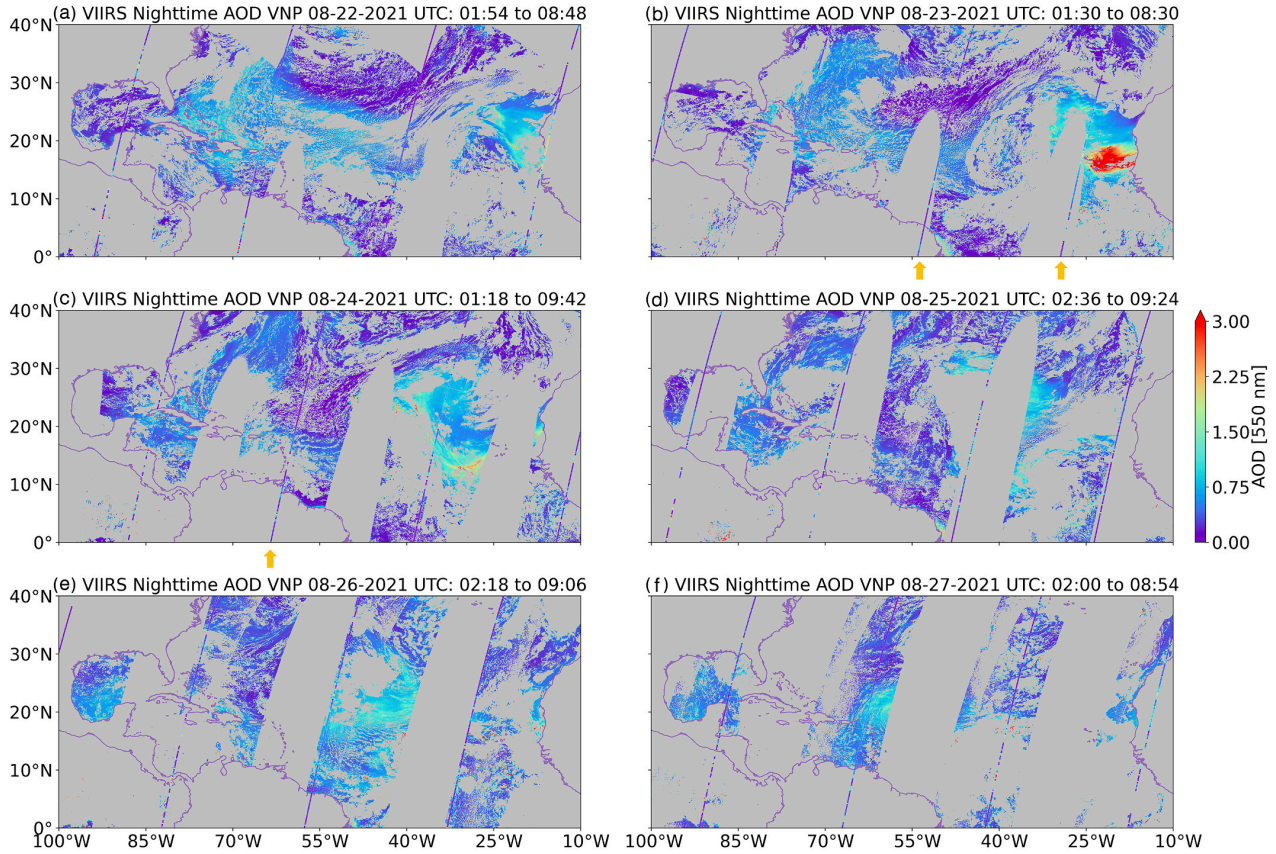 (a) VIIRS Nighttime AOD VNP 08-22-2021 UTC: 01:54 to 08:48
(b) VIIRS Nighttime AOD VNP 08-23-2021 UTC: 01:30 to 08:30
40°N
30°N
20°N
10°N
0°
(c) VIIRS Nighttime AOD VNP 08-24-2021 UTC: 01:18 to 09:42
(d) VIIRS Nighttime AOD VNP 08-25-2021 UTC: 02:36 to 09:24
40°N
30°N
20°N
10°N
0°
3.00
2.25
1.50
0.75
0.00
AOD [550 nm]
(e) VIIRS Nighttime AOD VNP 08-26-2021 UTC: 02:18 to 09:06
(f) VIIRS Nighttime AOD VNP 08-27-2021 UTC: 02:00 to 08:54
40°N
30°N
20°N
10°N
0°
100°W 85°W 70°W 55°W 40°W 25°W 10°W
100°W 85°W 70°W 55°W 40°W 25°W 10°W